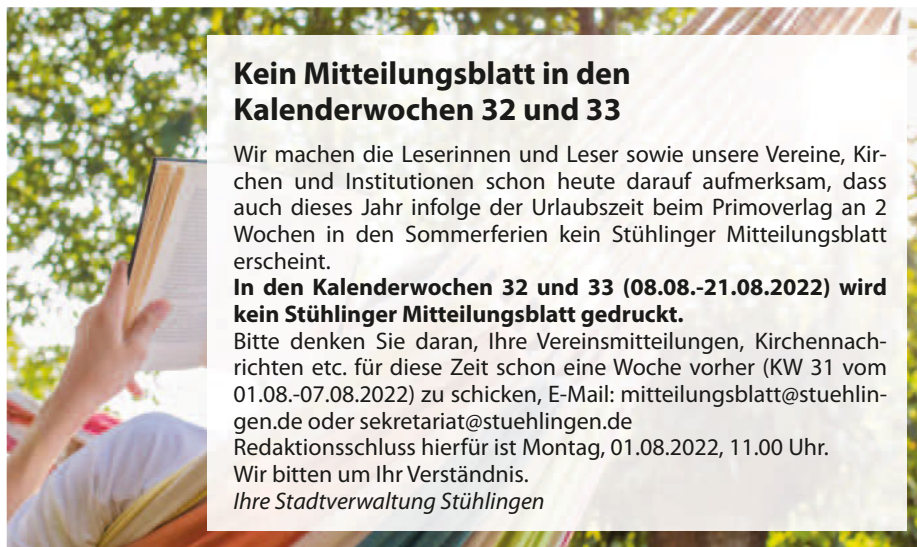 Kein Mitteilungsblatt in den
Kalenderwochen 32 und 33
Wir machen die Leserinnen und Leser sowie unsere Vereine, Kir-
chen und Institutionen schon heute darauf aufmerksam, dass
auch dieses Jahr infolge der Urlaubszeit beim Primoverlag an 2
Wochen in den Sommerferien kein Stühlinger Mitteilungsblatt
erscheint.
In den Kalenderwochen 32 und 33 (08.08.-21.08.2022) wird
kein Stühlinger Mitteilungsblatt gedruckt.
Bitte denken Sie daran, Ihre Vereinsmitteilungen, Kirchennach-
richten etc. für diese Zeit schon eine Woche vorher (KW 31 vom
01.08.-07.08.2022) zu schicken, E-Mail: mitteilungsblatt@stuehlin-
gen.de oder sekretariat@stuehlingen.de
Redaktionsschluss hierfür ist Montag, 01.08.2022, 11.00 Uhr.
Wir bitten um Ihr Verständnis.
Ihre Stadtverwaltung Stühlingen